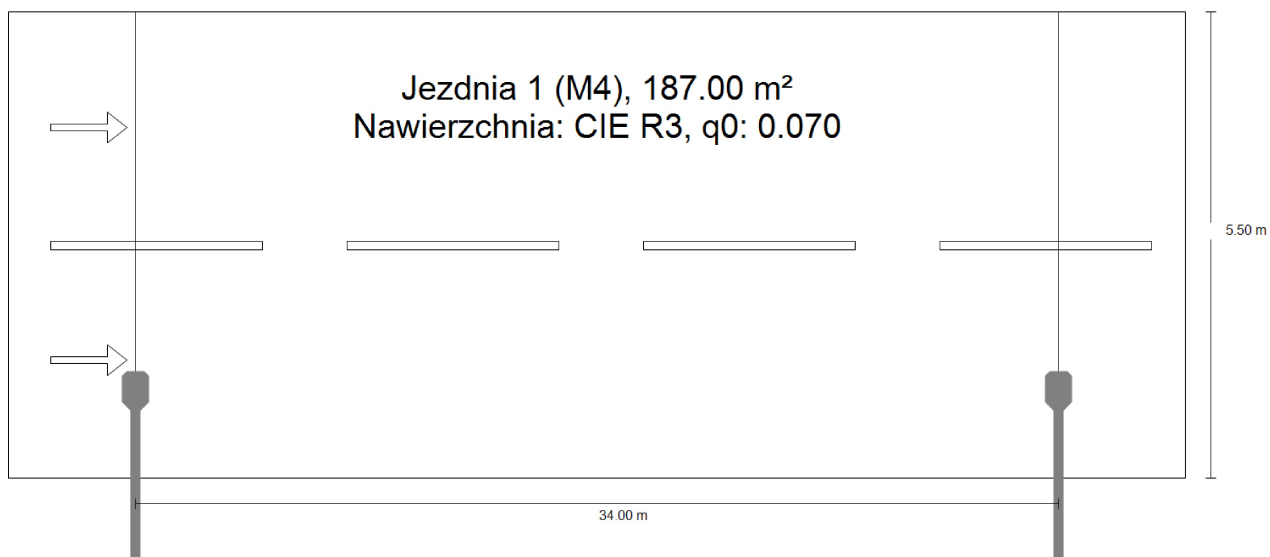 Jezdnia 1 (M4), 187.00 m²
Nawierzchnia: CIE R3, q0: 0.070
5.50 m
34.00 m